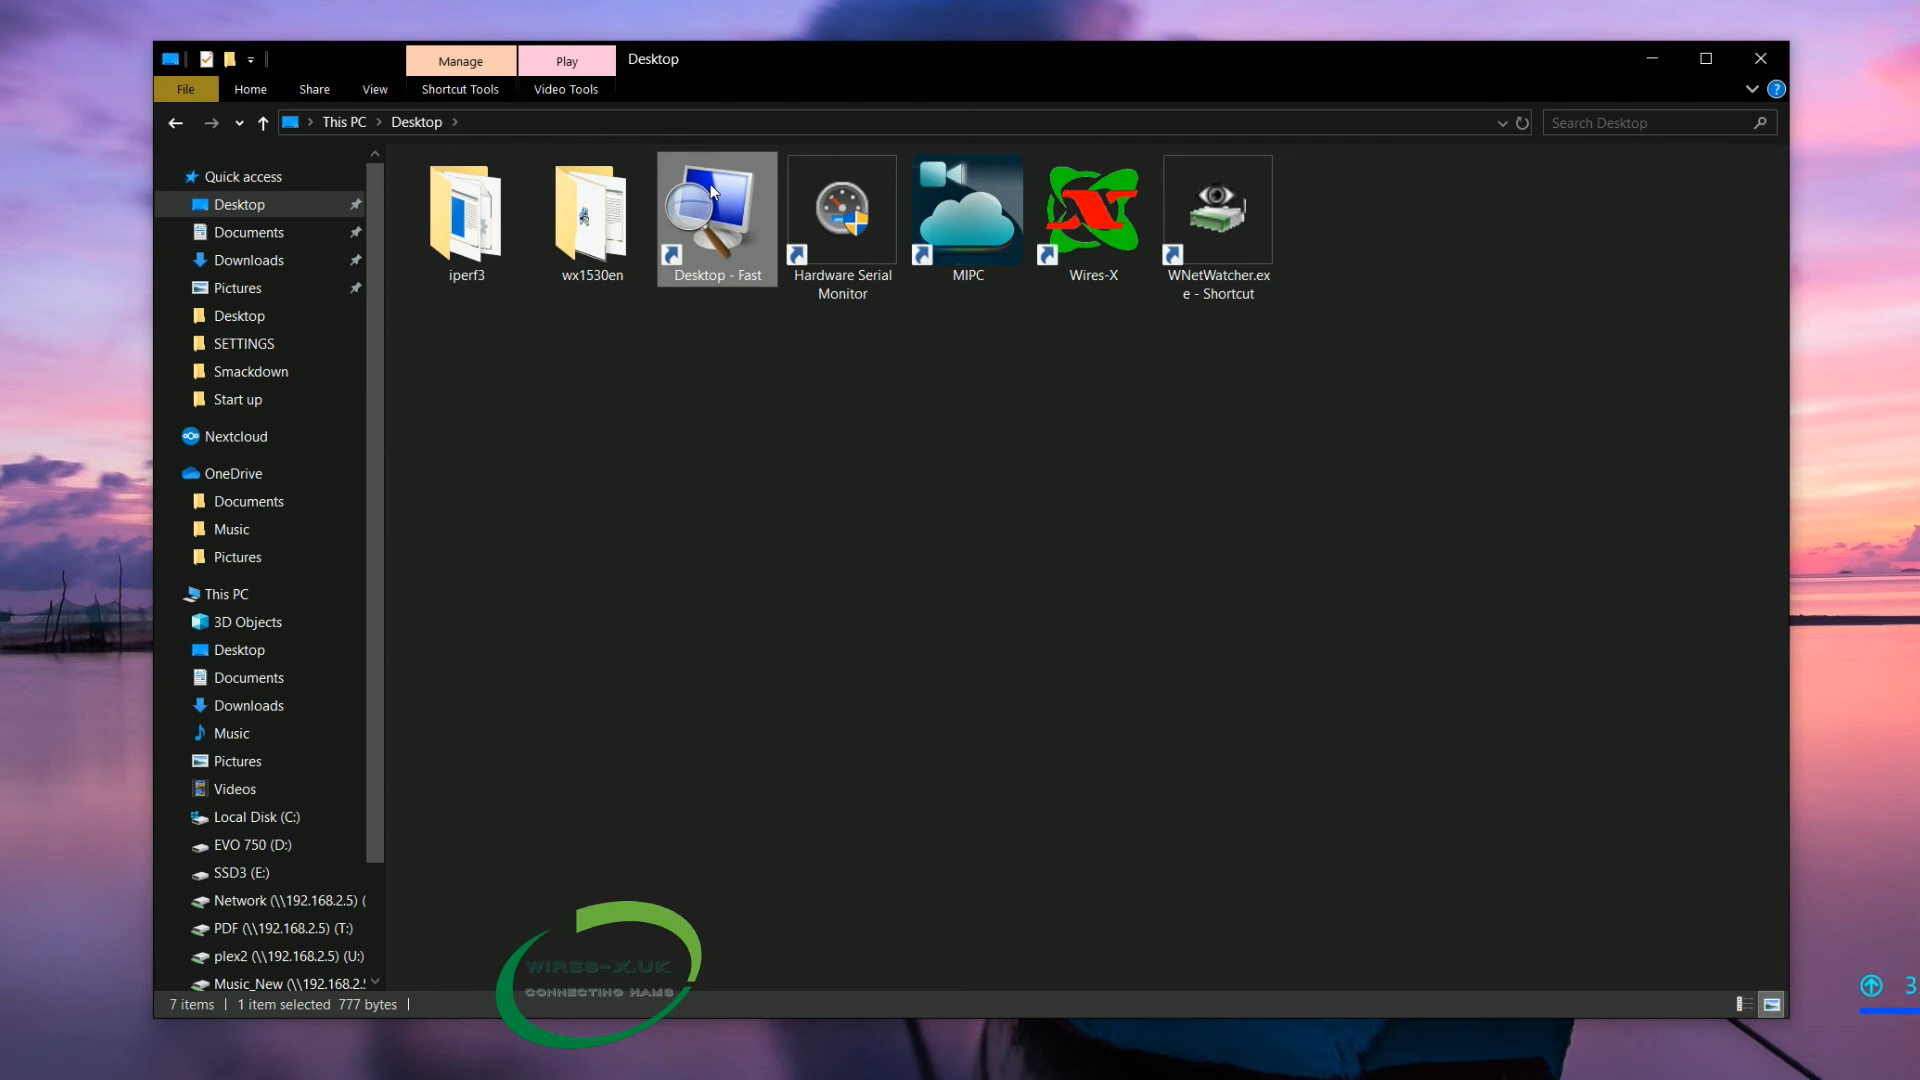 Manage
Play
Desktop
File
Home
Share
View
Shortcut Tools
Video Tools
?
This PC
Desktop
Search Desktop
Quick access
Desktop
Documents
Downloads
Pictures
Desktop
SETTINGS
Smackdown
Start up
Nextcloud
OneDrive
Documents
Music
Pictures
This PC
3D Objects
Desktop
Documents
Downloads
Music
Pictures
Videos
Local Disk (C:)
EVO 750 (D:)
SSD3 (E:)
Network (\\192.168.2.5) (
PDF (\\192.168.2.5) (T:)
plex2 (\\192.168.2.5) (U:)
Music_New (\\192.168.2.
iperf3
wx1530en
Desktop - Fast
Hardware Serial
Monitor
MIPC
X
Wires-X
WNetWatcher.ex
e - Shortcut
WIRES-X.UK
CONNECTING HAMS
7 items
1 item selected 777 bytes
3